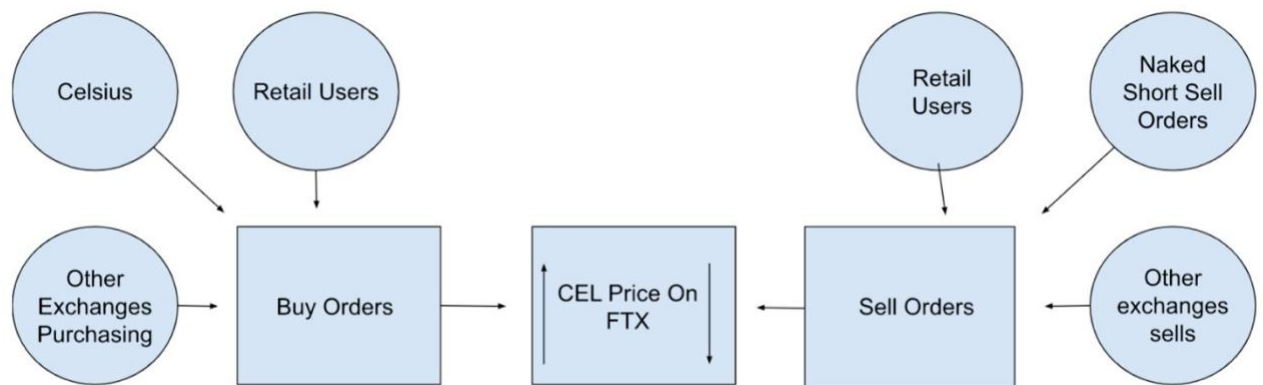 Celsius
Retail Users
Retail
Users
Naked
Short Sell
Orders
Other
Exchanges
Purchasing
Buy Orders
CEL Price On
FTX
Sell Orders
Other
exchanges
sells